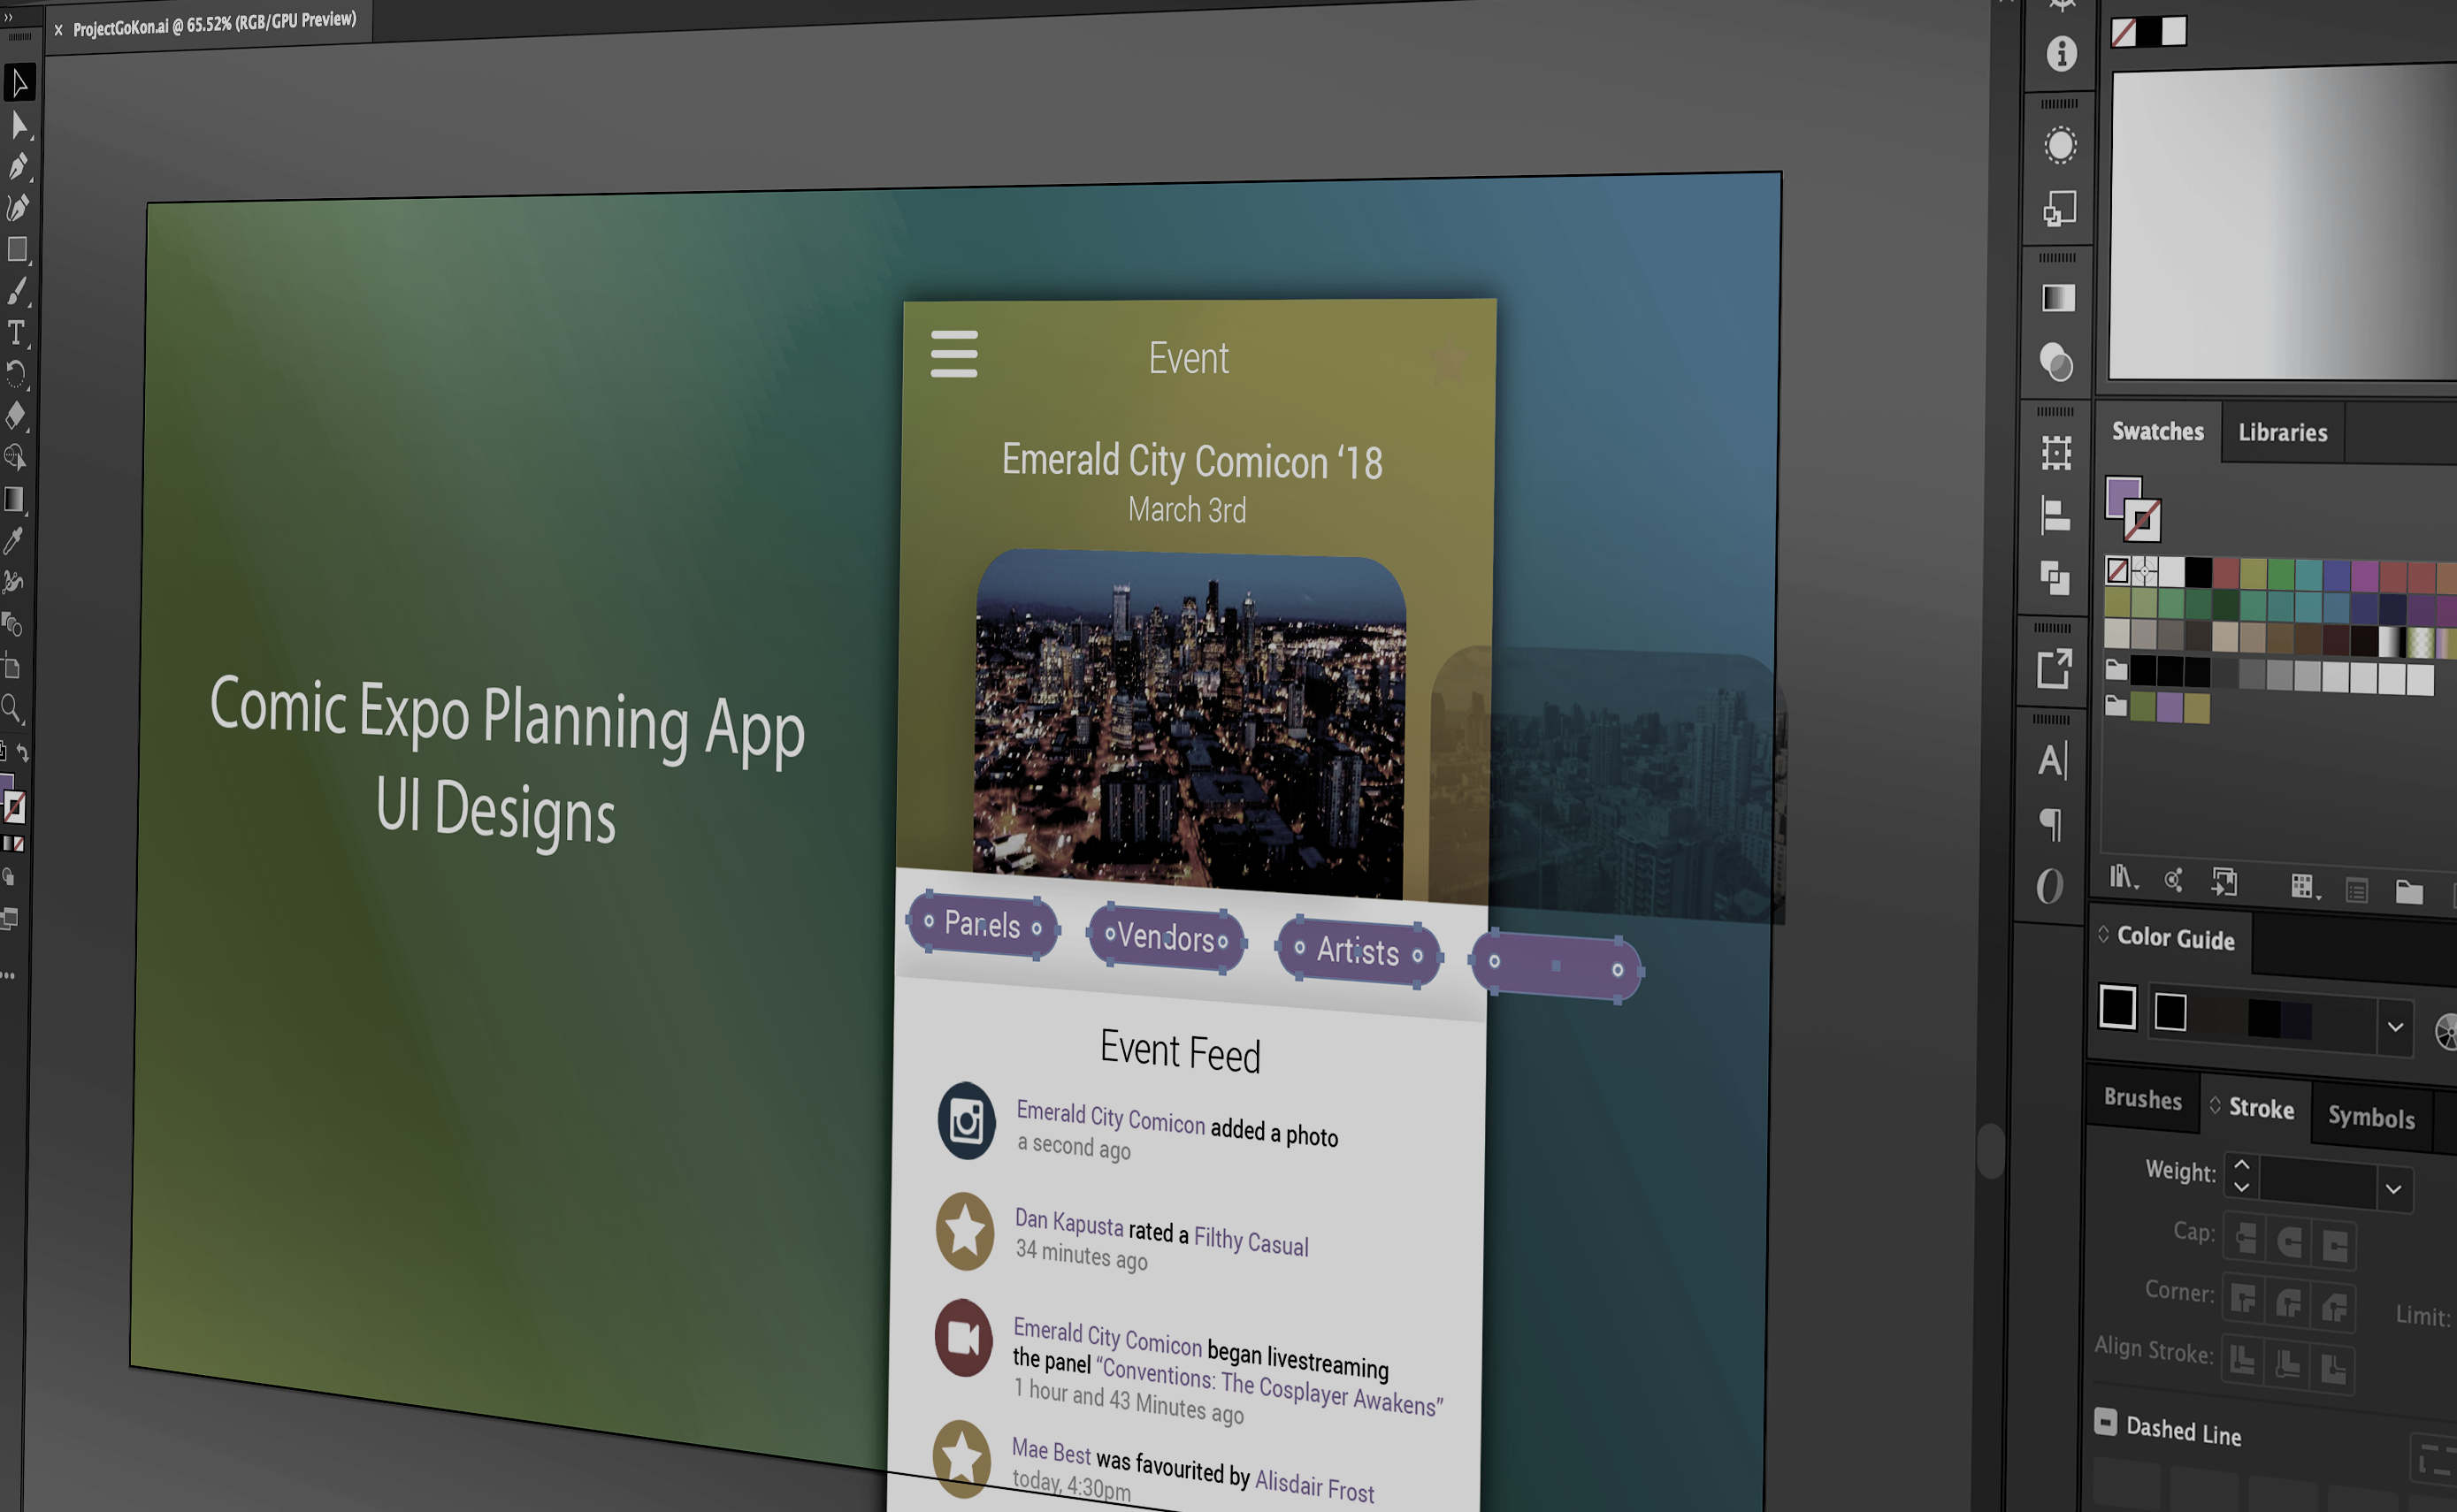 ProjectGoKon.ai @ 65.52% (RGB/GPU Preview)
Comic Expo Planning App
UI Designs
Event
Emerald City Comicon ‘18
March 3rd
Panels
Vendors
Artists
Event Feed
Emerald City Comicon added a photo
a second ago
Dan Kapusta rated a Filthy Casual
34 minutes ago
Emerald City Comicon began livestreaming
the panel “Conventions: The Cosplayer Awakens”
1 hour and 43 Minutes ago
Mae Best was favourited by Alisdair Frost
today, 4:30pm
Swatches
Libraries
Color Guide
Brushes
Stroke
Symbols
Weight:
Cap:
Corner:
Limit:
Align Stroke:
Dashed Line